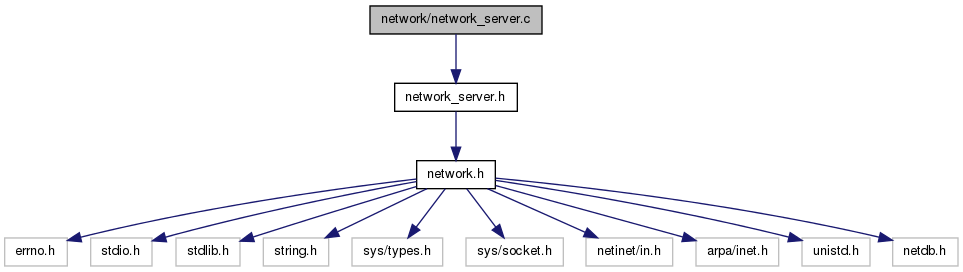 network/network_server.c
network_server.h
network.h
errno.h
stdio.h
stdlib.h
string.h
sys/types.h
sys/socket.h
netinet/in.h
arpa/inet.h
unistd.h
netdb.h